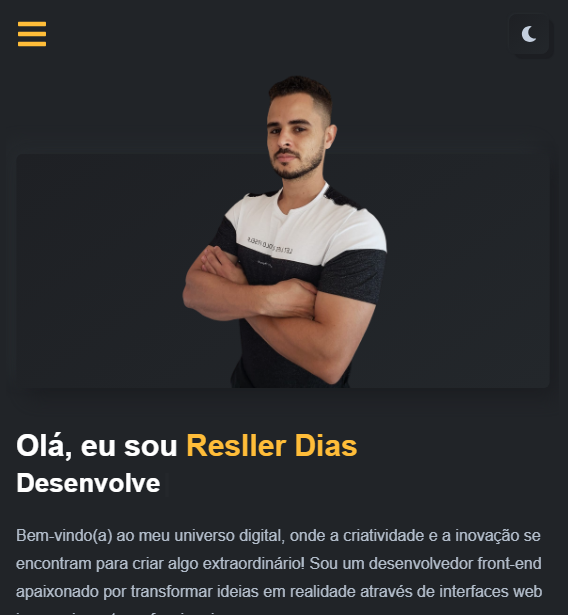 Olá, eu sou Resller Dias
Desenvolve
Bem-vindo(a) ao meu universo digital, onde a criatividade e a inovação se
encontram para criar algo extraordinário! Sou um desenvolvedor front-end
apaixonado por transformar ideias em realidade através de interfaces web